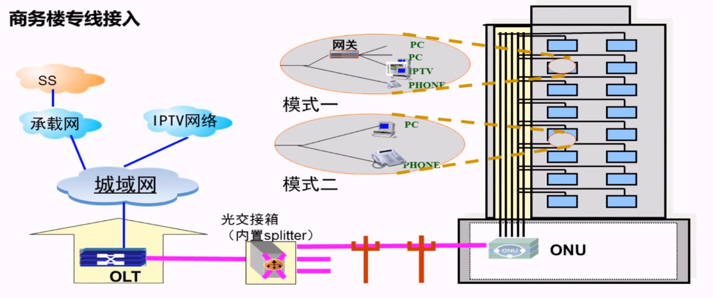 商务楼专线接入
SS
承载网
IPTV网络
城域网
OLT
光交接箱
（内置splitter）
网关
PC
PC
IPTV
PHONE
模式一
PC
PHONE
模式二
ONU
ONU